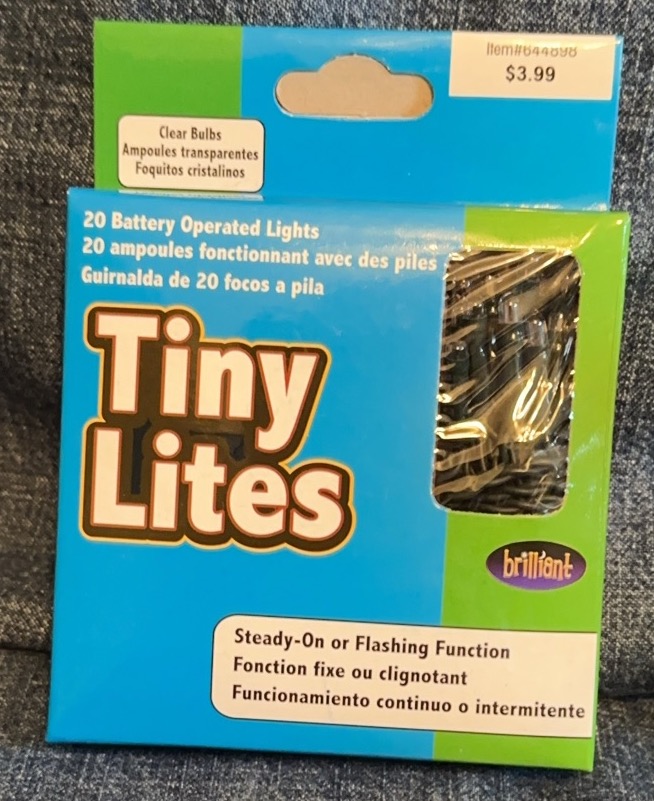 Item#644898
$3.99
Clear Bulbs
Ampoules transparentes
Foquitos cristalinos
20 Battery Operated Lights
20 ampoules fonctionnant avec des piles
Guirnalda de 20 focos a pila
Tiny
Lites
brilliant
Steady-On or Flashing Function
Fonction fixe ou clignotant
Funcionamiento continuo o intermitente